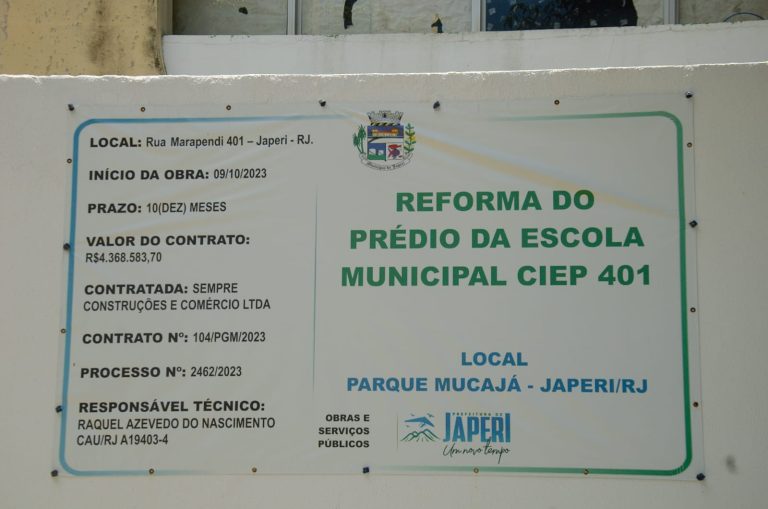 LOCAL: Rua Marapendi 401 – Japeri - RJ.
INÍCIO DA OBRA: 09/10/2023
PRAZO: 10(DEZ) MESES
VALOR DO CONTRATO:
R$4.368.583,70
CONTRATADA: SEMPRE
CONSTRUÇÕES E COMÉRCIO LTDA
CONTRATO Nº: 104/PGM/2023
PROCESSO Nº: 2462/2023
RESPONSÁVEL TÉCNICO:
RAQUEL AZEVEDO DO NASCIMENTO
CAU/RJ A19403-4
Município de Japeri
REFORMA DO
PRÉDIO DA ESCOLA
MUNICIPAL CIEP 401
LOCAL
PARQUE MUCAJÁ - JAPERI/RJ
OBRAS E
SERVIÇOS
PÚBLICOS
PREFEITURA DE
JAPERI
Um novo tempo